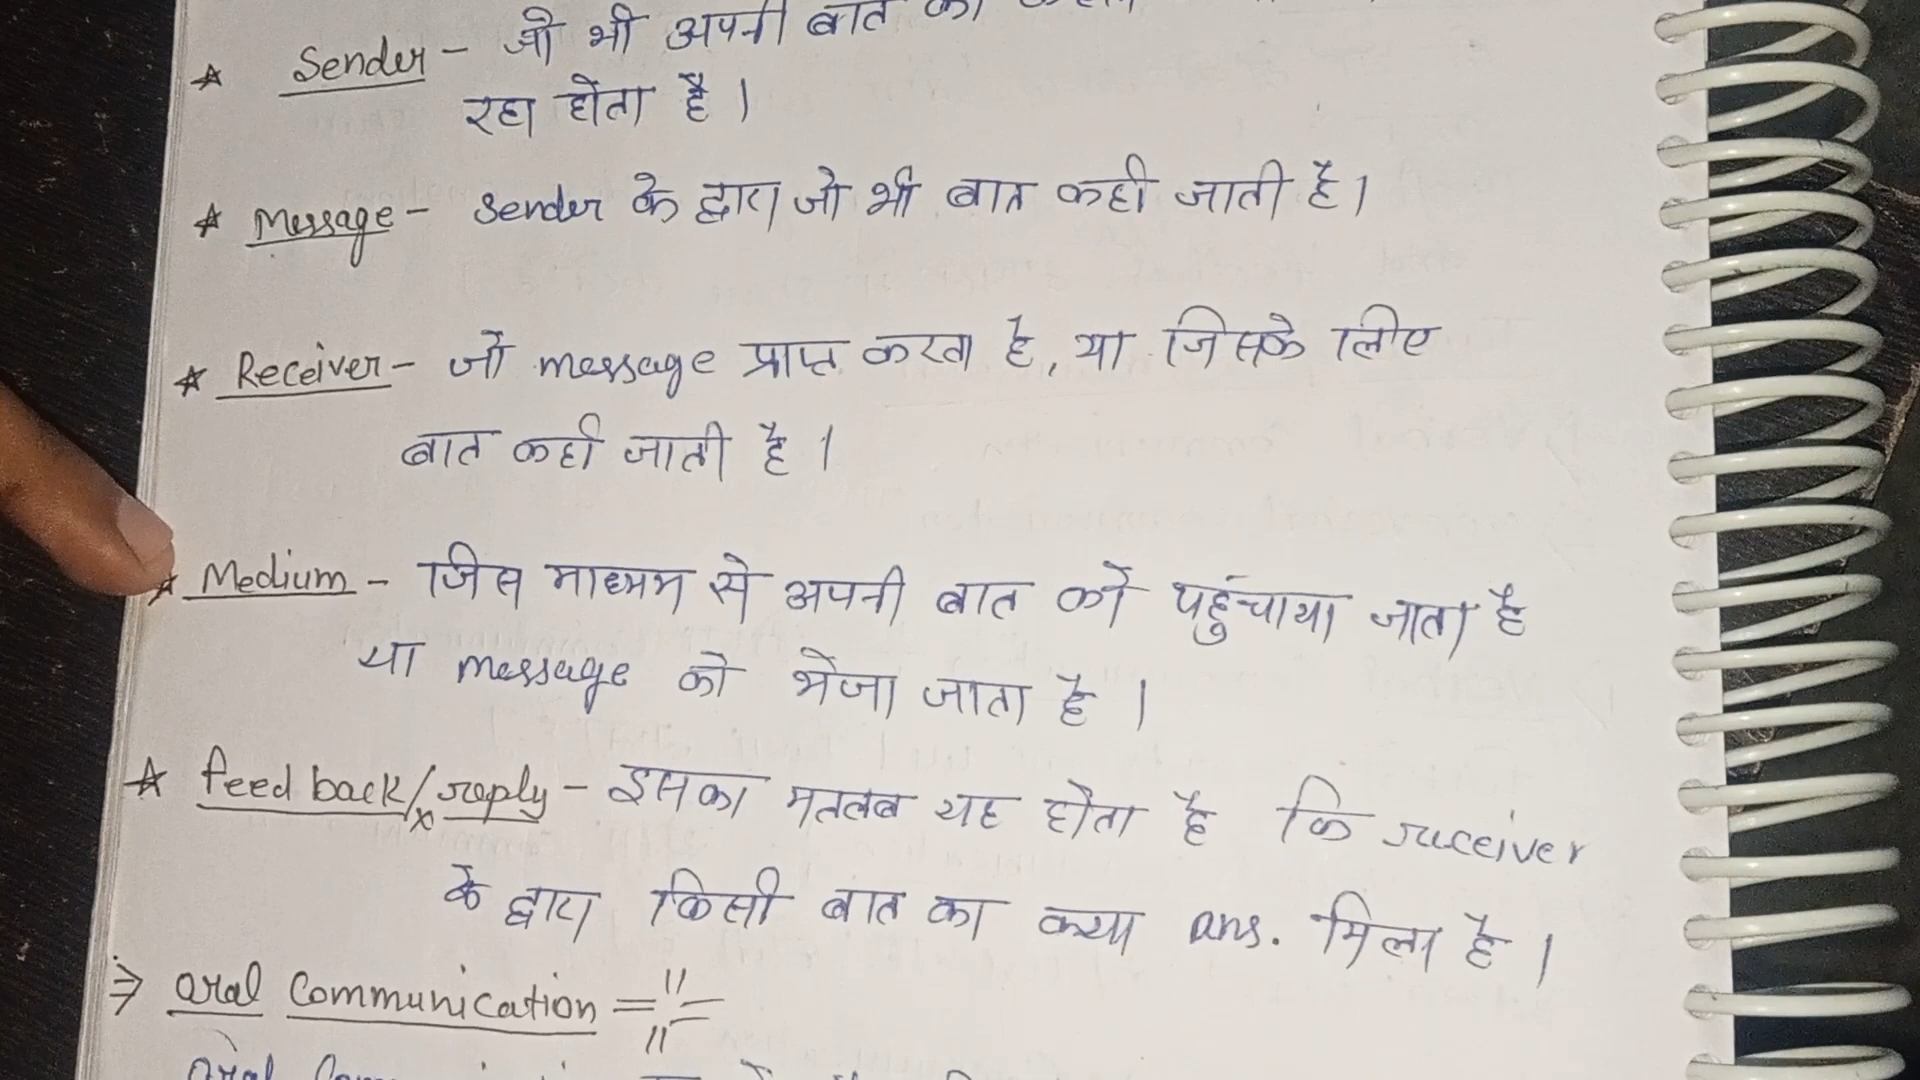 ★ Sender - जो भी अपनी बात को
रहा होता है ।
★ Message - Sender के द्वारा जो भी बात कही जाती है ।
★ Receiver - जो message प्राप्त करता है, या जिसके लिए
बात कही जाती है ।
★ Medium - जिस माध्यम से अपनी बात को पहुंचाया जाता है
या message को भेजा जाता है ।
★ feed back/reply - इसका मतलब यह होता है कि receiver
के द्वारा किसी बात का क्या ans. मिला है ।
⇒ oral Communication =